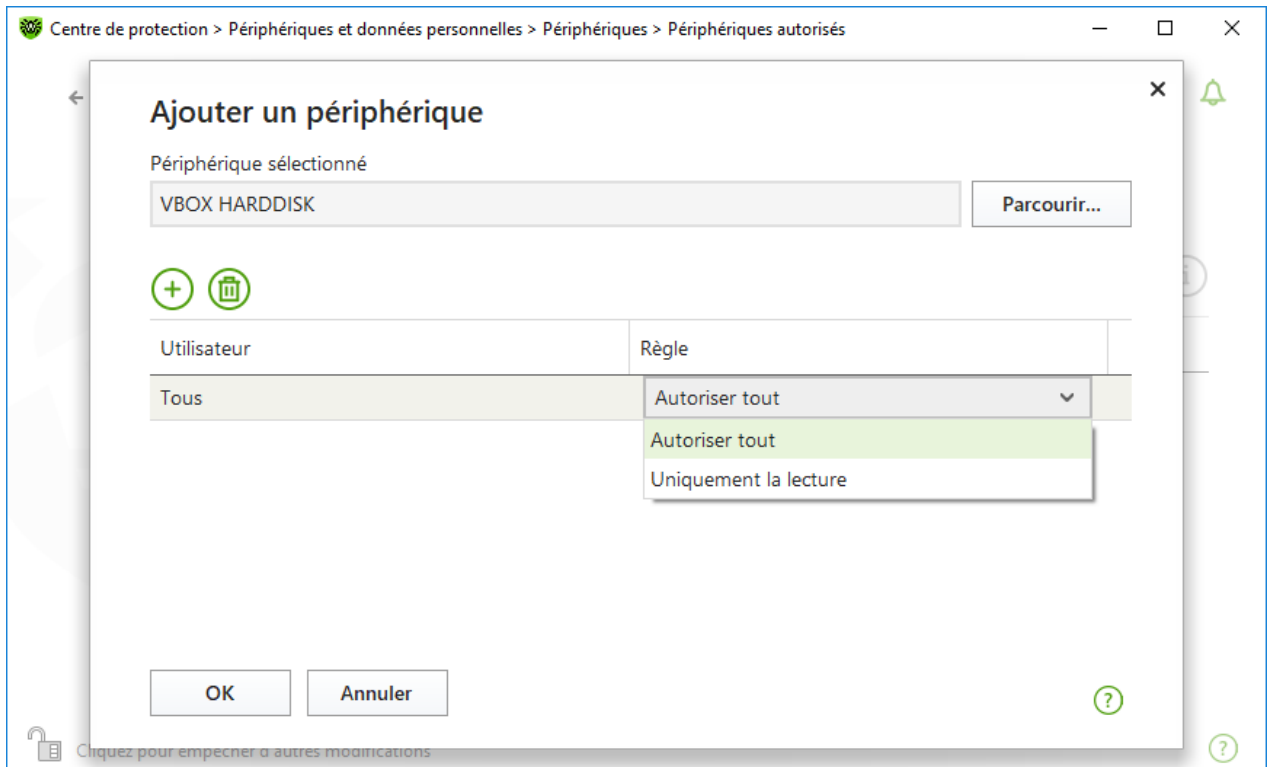 Centre de protection > Périphériques et données personnelles > Périphériques > Périphériques autorisés
Ajouter un périphérique
Périphérique sélectionné
VBOX HARDDISK
Parcourir...
Utilisateur
Règle
Tous
Autoriser tout
Autoriser tout
Uniquement la lecture
OK
Annuler
?
Cliquez pour empêcher d'autres modifications
?